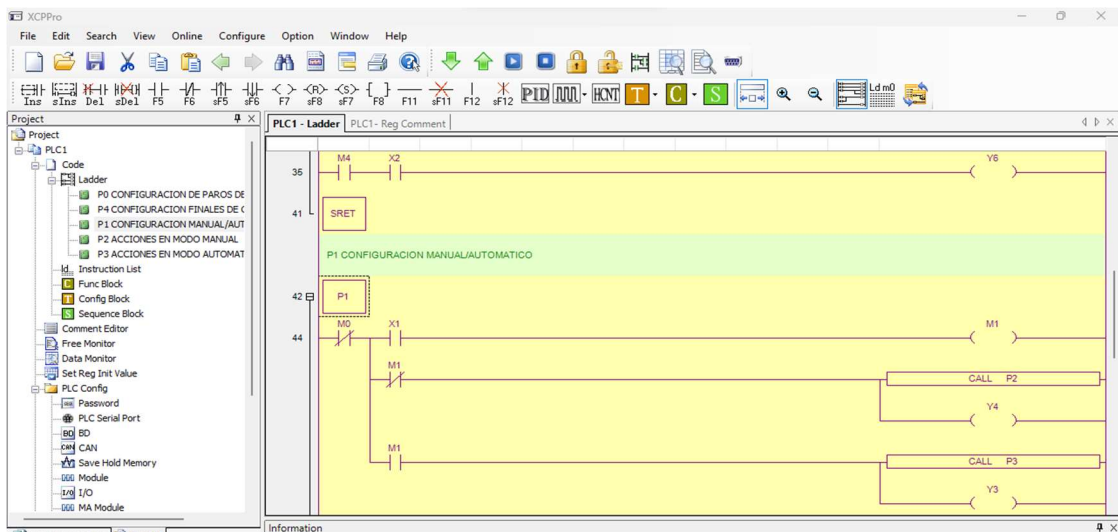 XCPPro
File Edit Search View Online Configure Option Window Help
Ins sIns Del sDel F5 F6 sF5 sF6 F7 sF8 sF7 F8 F11 sF11 F12 sF12 PID HCNT T C S Ld m0
Project
PLC1 - Ladder PLC1- Reg Comment
Project
PLC1
Code
Ladder
P0 CONFIGURACION DE PAROS DE
P4 CONFIGURACION FINALES DE C
P1 CONFIGURACION MANUAL/AUT
P2 ACCIONES EN MODO MANUAL
P3 ACCIONES EN MODO AUTOMAT
Instruction List
Func Block
Config Block
Sequence Block
Comment Editor
Free Monitor
Data Monitor
Set Reg Init Value
PLC Config
Password
PLC Serial Port
BD BD
CAN CAN
Save Hold Memory
Module
I/O I/O
MA Module
M4 X2 Y6
35
41 SRET
P1 CONFIGURACION MANUAL/AUTOMATICO
42 P1
M0 X1 M1
44
M1
CALL P2
Y4
M1
CALL P3
Y3
Information